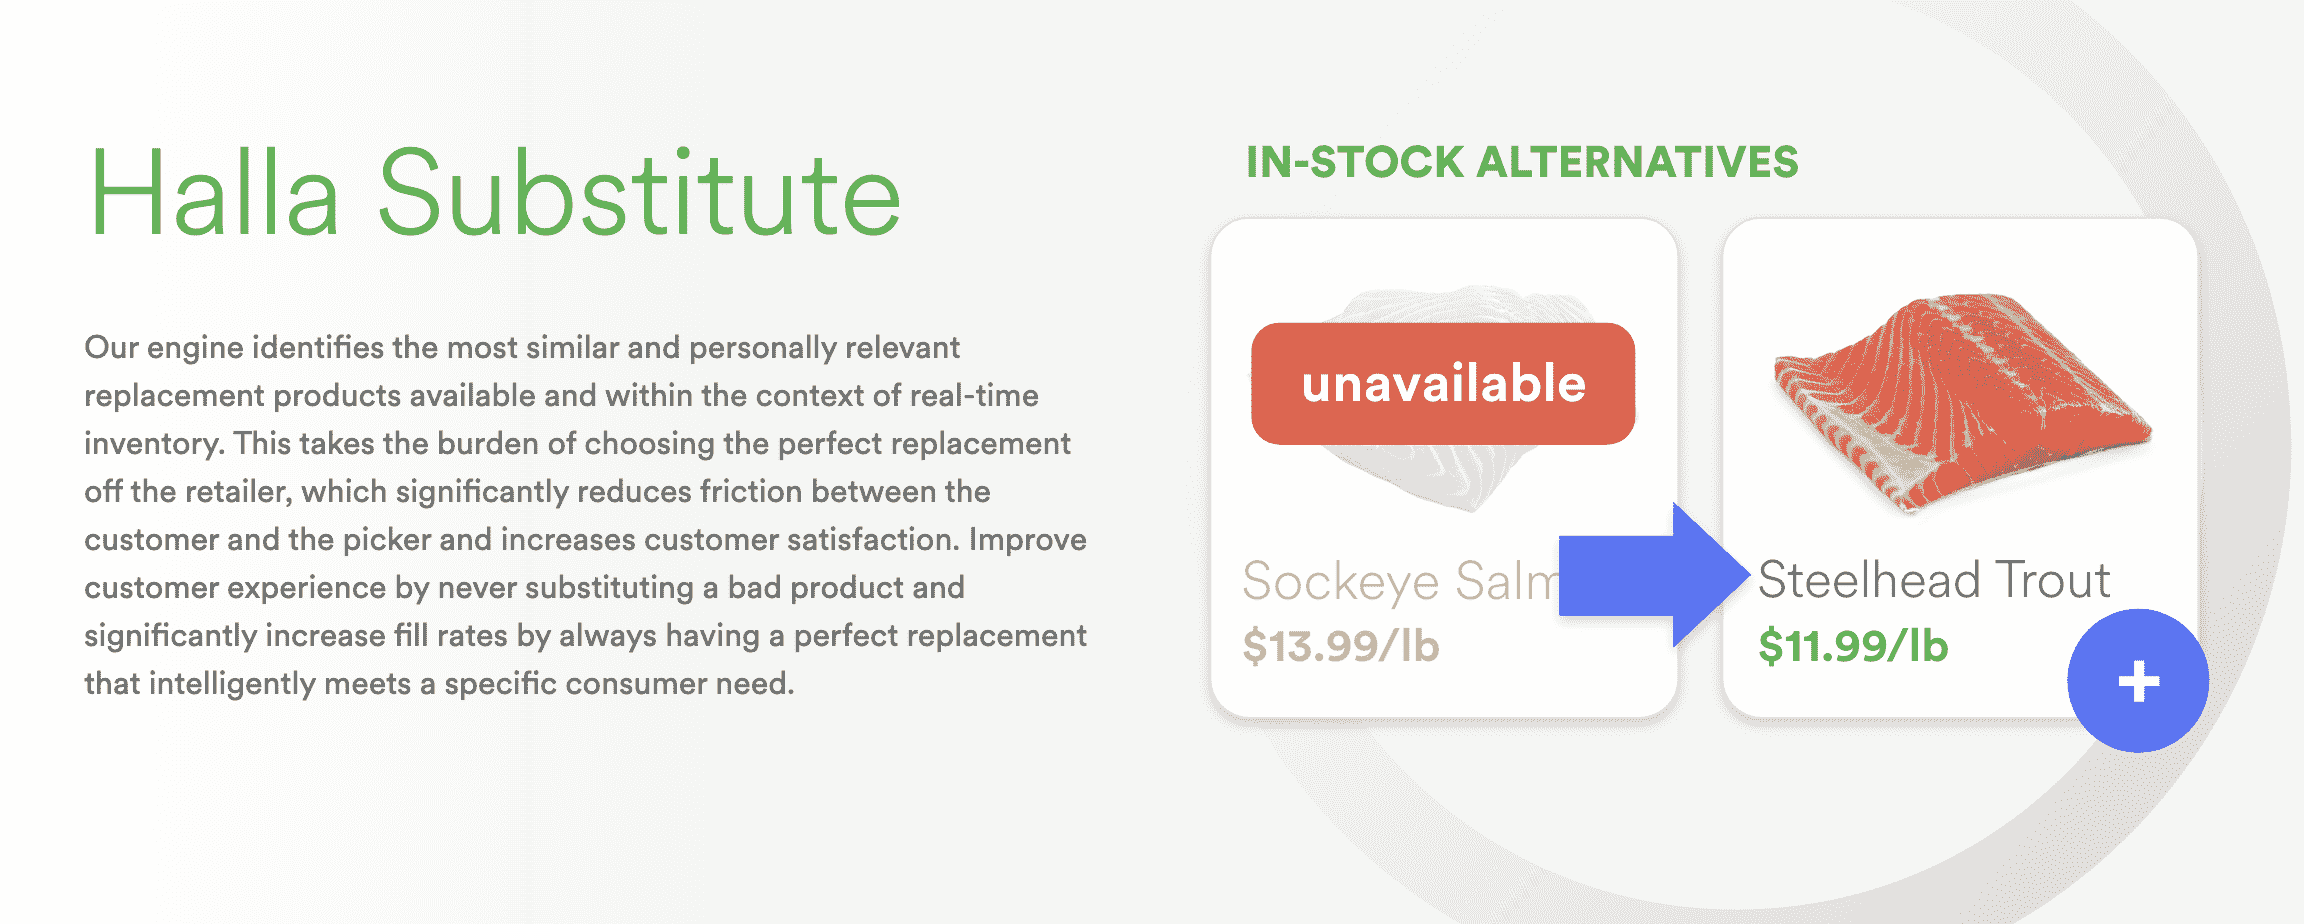 Halla Substitute
Our engine identifies the most similar and personally relevant
replacement products available and within the context of real-time
inventory. This takes the burden of choosing the perfect replacement
off the retailer, which significantly reduces friction between the
customer and the picker and increases customer satisfaction. Improve
customer experience by never substituting a bad product and
significantly increase fill rates by always having a perfect replacement
that intelligently meets a specific consumer need.
IN-STOCK ALTERNATIVES
unavailable
Sockeye Salm
$13.99/lb
Steelhead Trout
$11.99/lb
+